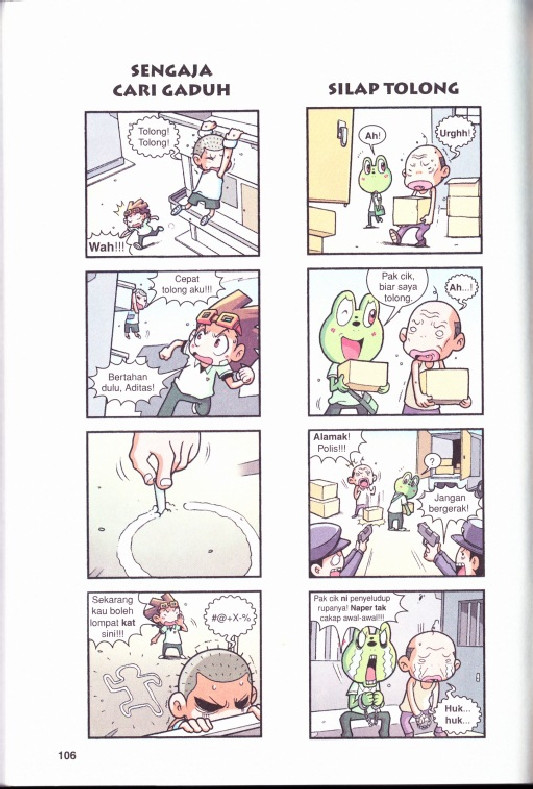 SENGAJA
CARI GADUH
Tolong!
Tolong!
Wah!!!
Cepat
tolong aku!!!
Bertahan
dulu, Aditas!
Sekarang
kau boleh
lompat kat
sini!!!
#@+X-%
SILAP TOLONG
Ah!
Urghh!
Pak cik,
biar saya
tolong.
Ah...!
Alamak!
Polis!!!
?
Jangan
bergerak!
Pak cik ni penyeludup
rupanya! Naper tak
cakap awal-awal!!!
Huk...
huk...
106